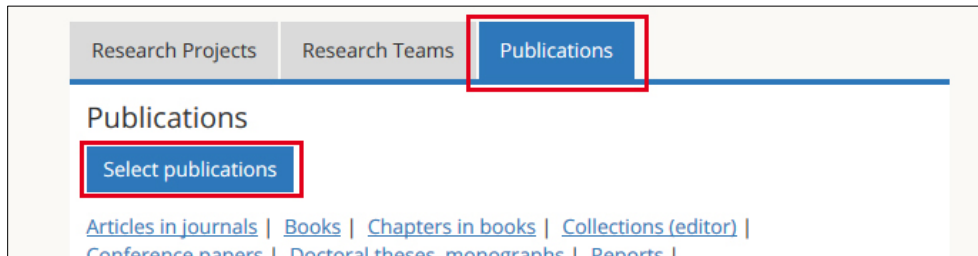 Research Projects Research Teams Publications
Publications
Select publications
Articles in journals | Books | Chapters in books | Collections (editor) |
Conference papers | Doctoral theses, monographs | Reports |